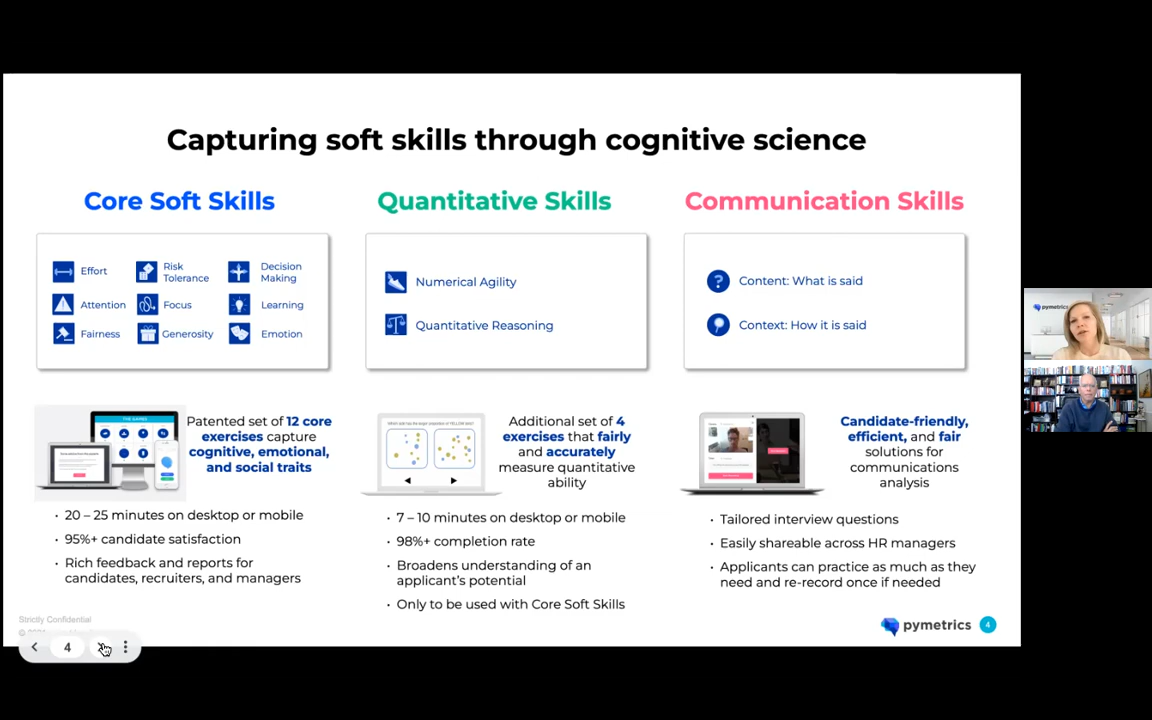 Capturing soft skills through cognitive science
Core Soft Skills
Effort
Risk
Tolerance
Decision
Making
Attention
Focus
Learning
Fairness
Generosity
Emotion
Patented set of 12 core
exercises capture
cognitive, emotional,
and social traits
· 20 – 25 minutes on desktop or mobile
· 95%+ candidate satisfaction
· Rich feedback and reports for
candidates, recruiters, and managers
Quantitative Skills
Numerical Agility
Quantitative Reasoning
Additional set of 4
exercises that fairly
and accurately
measure quantitative
ability
· 7 – 10 minutes on desktop or mobile
· 98%+ completion rate
· Broadens understanding of an
applicant's potential
· Only to be used with Core Soft Skills
Communication Skills
?
Content: What is said
Context: How it is said
Candidate-friendly,
efficient, and fair
solutions for
communications
analysis
· Tailored interview questions
· Easily shareable across HR managers
· Applicants can practice as much as they
need and re-record once if needed
Strictly Confidential
4
pymetrics
4
pymetrics